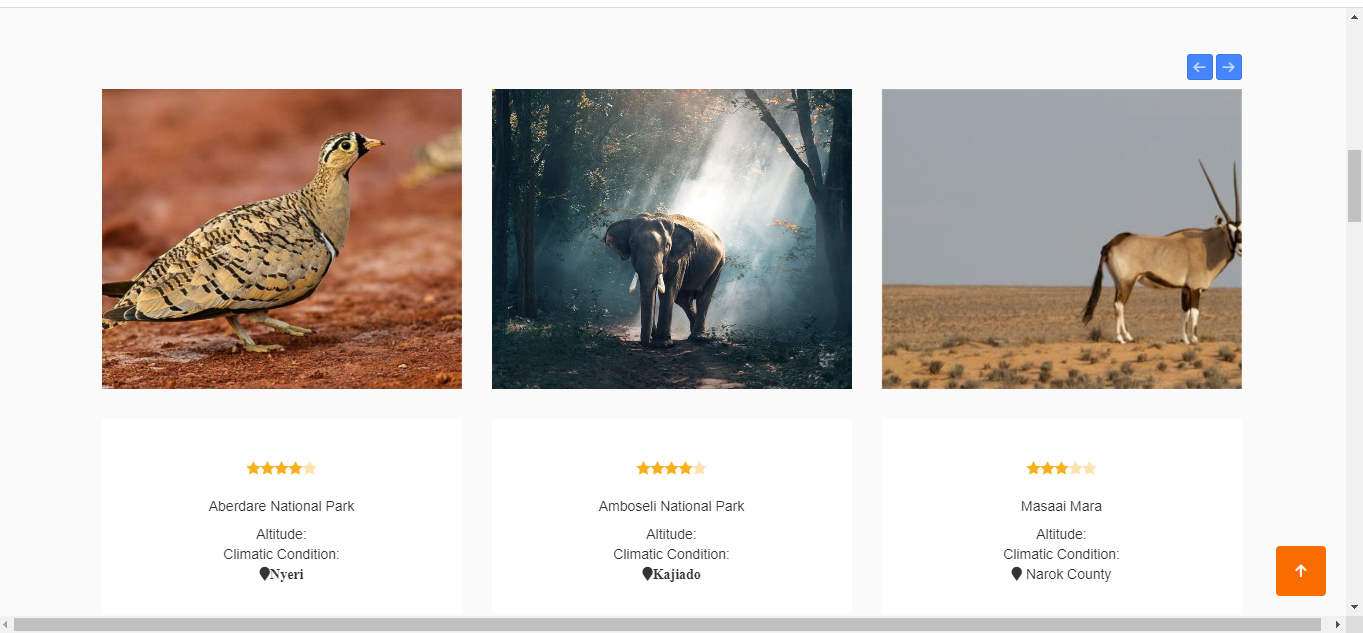 Aberdare National Park
Altitude:
Climatic Condition:
Nyeri
Amboseli National Park
Altitude:
Climatic Condition:
Kajiado
Masaai Mara
Altitude:
Climatic Condition:
Narok County